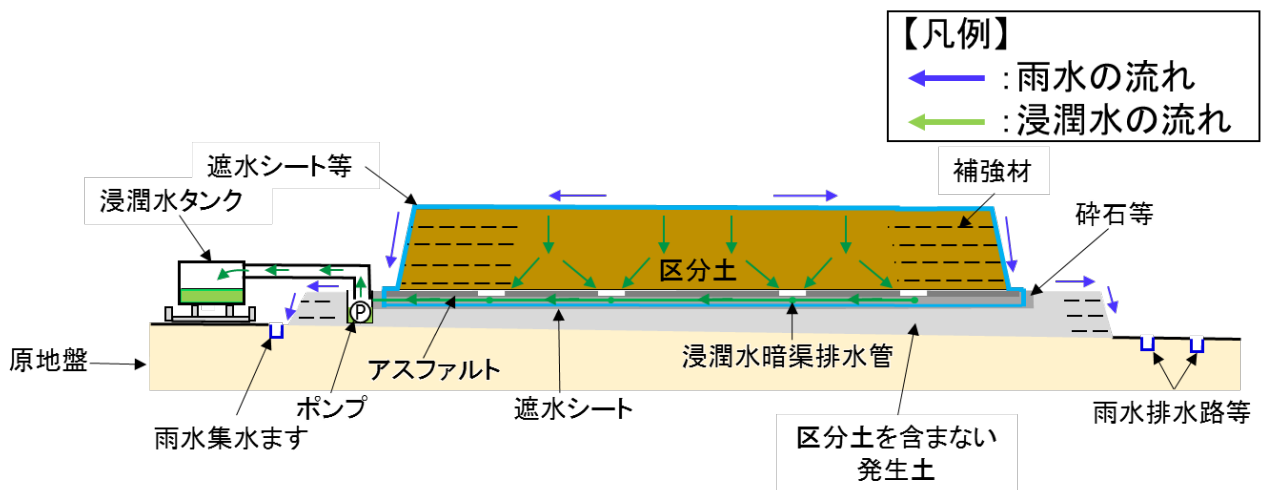 【凡例】
：雨水の流れ
：浸潤水の流れ
遮水シート等
浸潤水タンク
補強材
砕石等
区分土
P
原地盤
アスファルト
浸潤水暗渠排水管
ポンプ
遮水シート
雨水集水ます
雨水排水路等
区分土を含まない
発生土